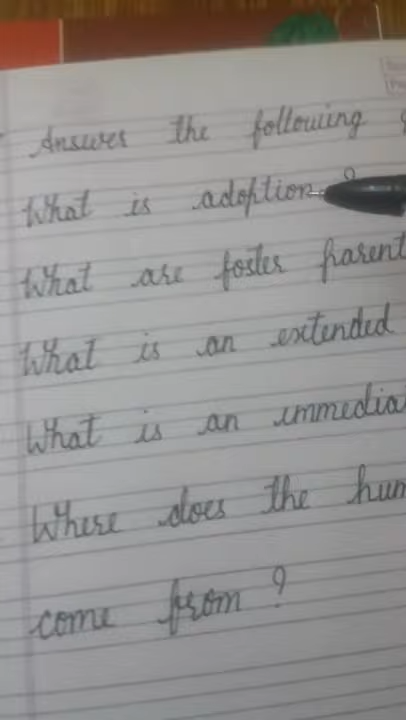 Answer the following
What is adoption ?
What are foster parent
What is an extended
What is an immedia
Where does the hum
come from ?